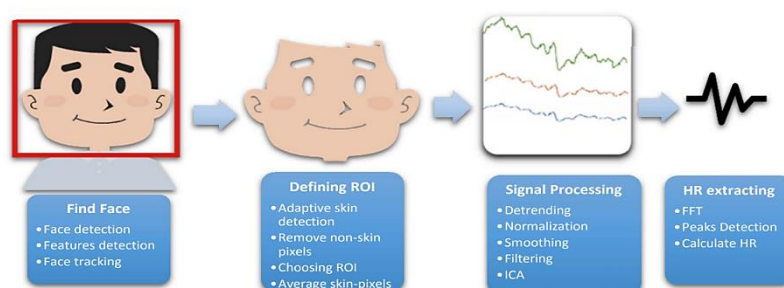 Find Face
• Face detection
• Features detection
• Face tracking
Defining ROI
• Adaptive skin
detection
• Remove non-skin
pixels
• Choosing ROI
• Average skin-pixels
Signal Processing
• Detrending
• Normalization
• Smoothing
• Filtering
• ICA
HR extracting
• FFT
• Peaks Detection
• Calculate HR